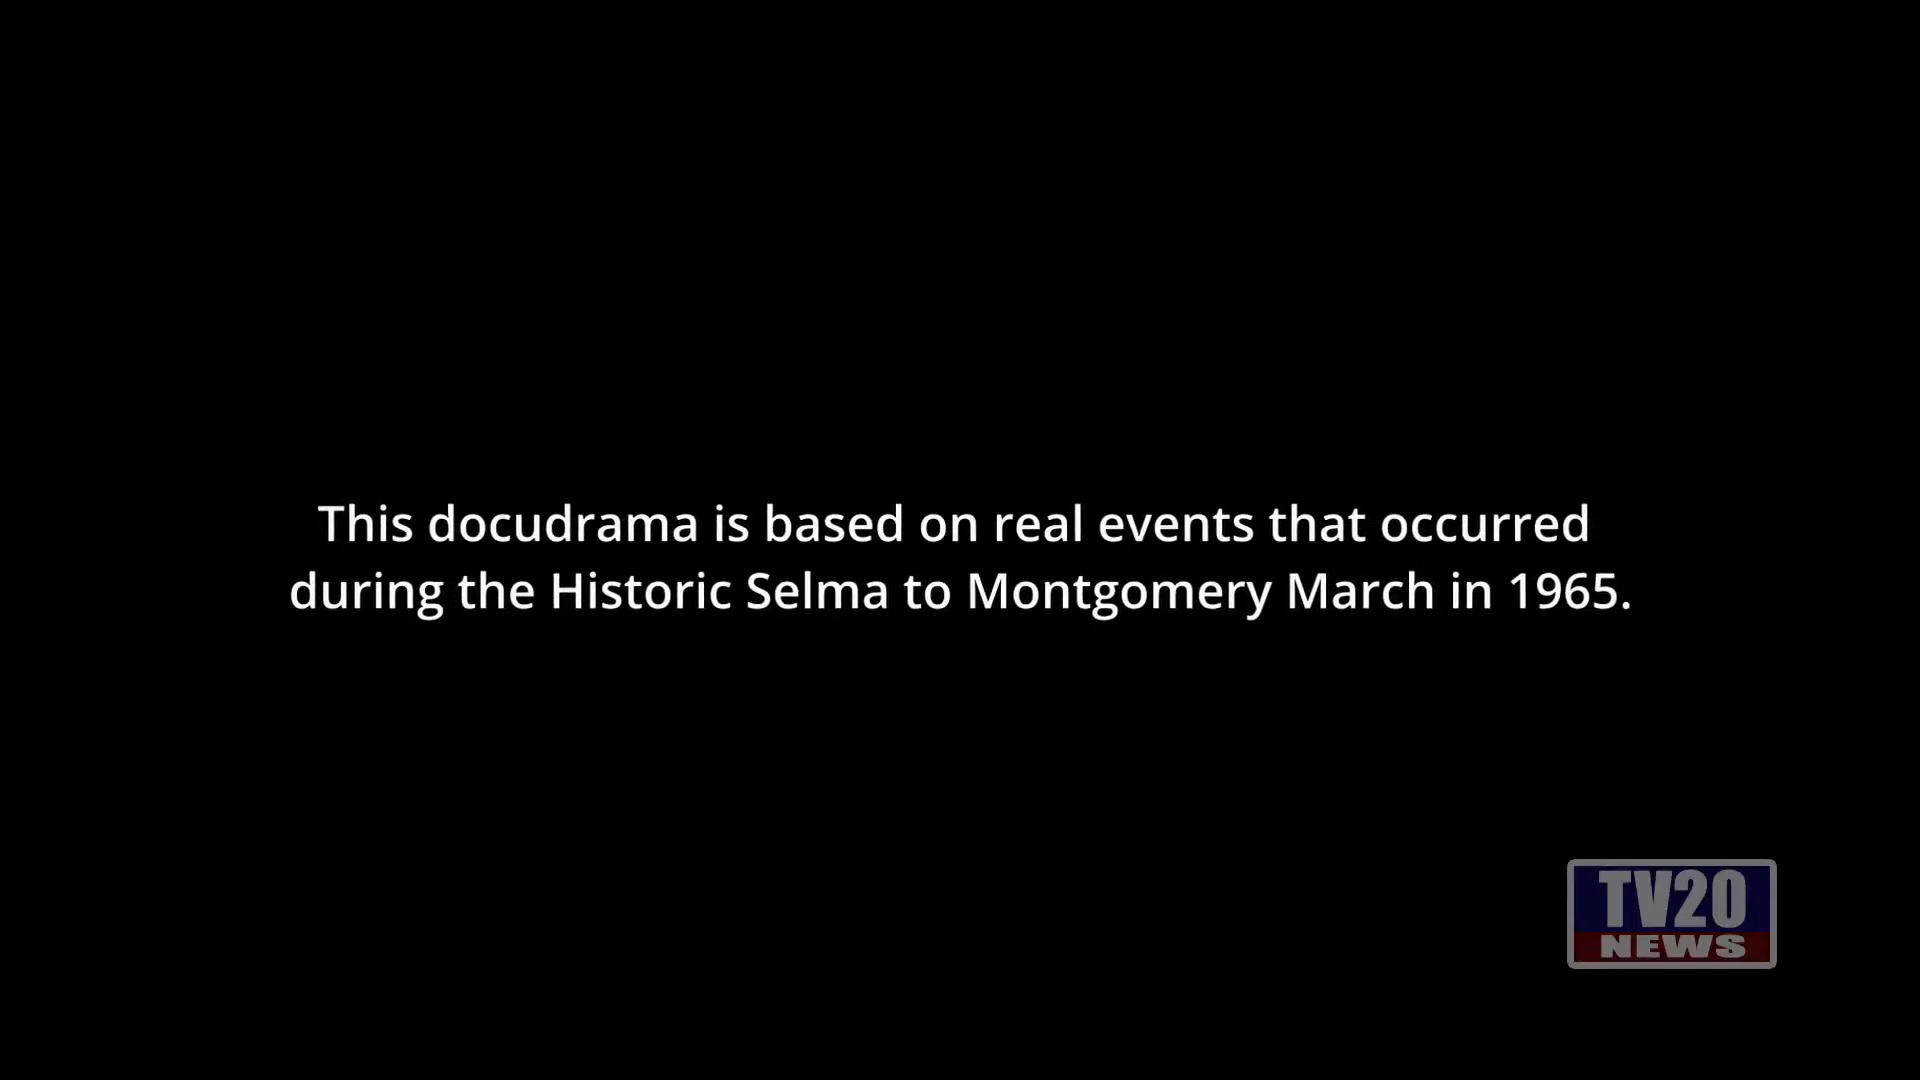 This docudrama is based on real events that occurred
during the Historic Selma to Montgomery March in 1965.
TV20
NEWS